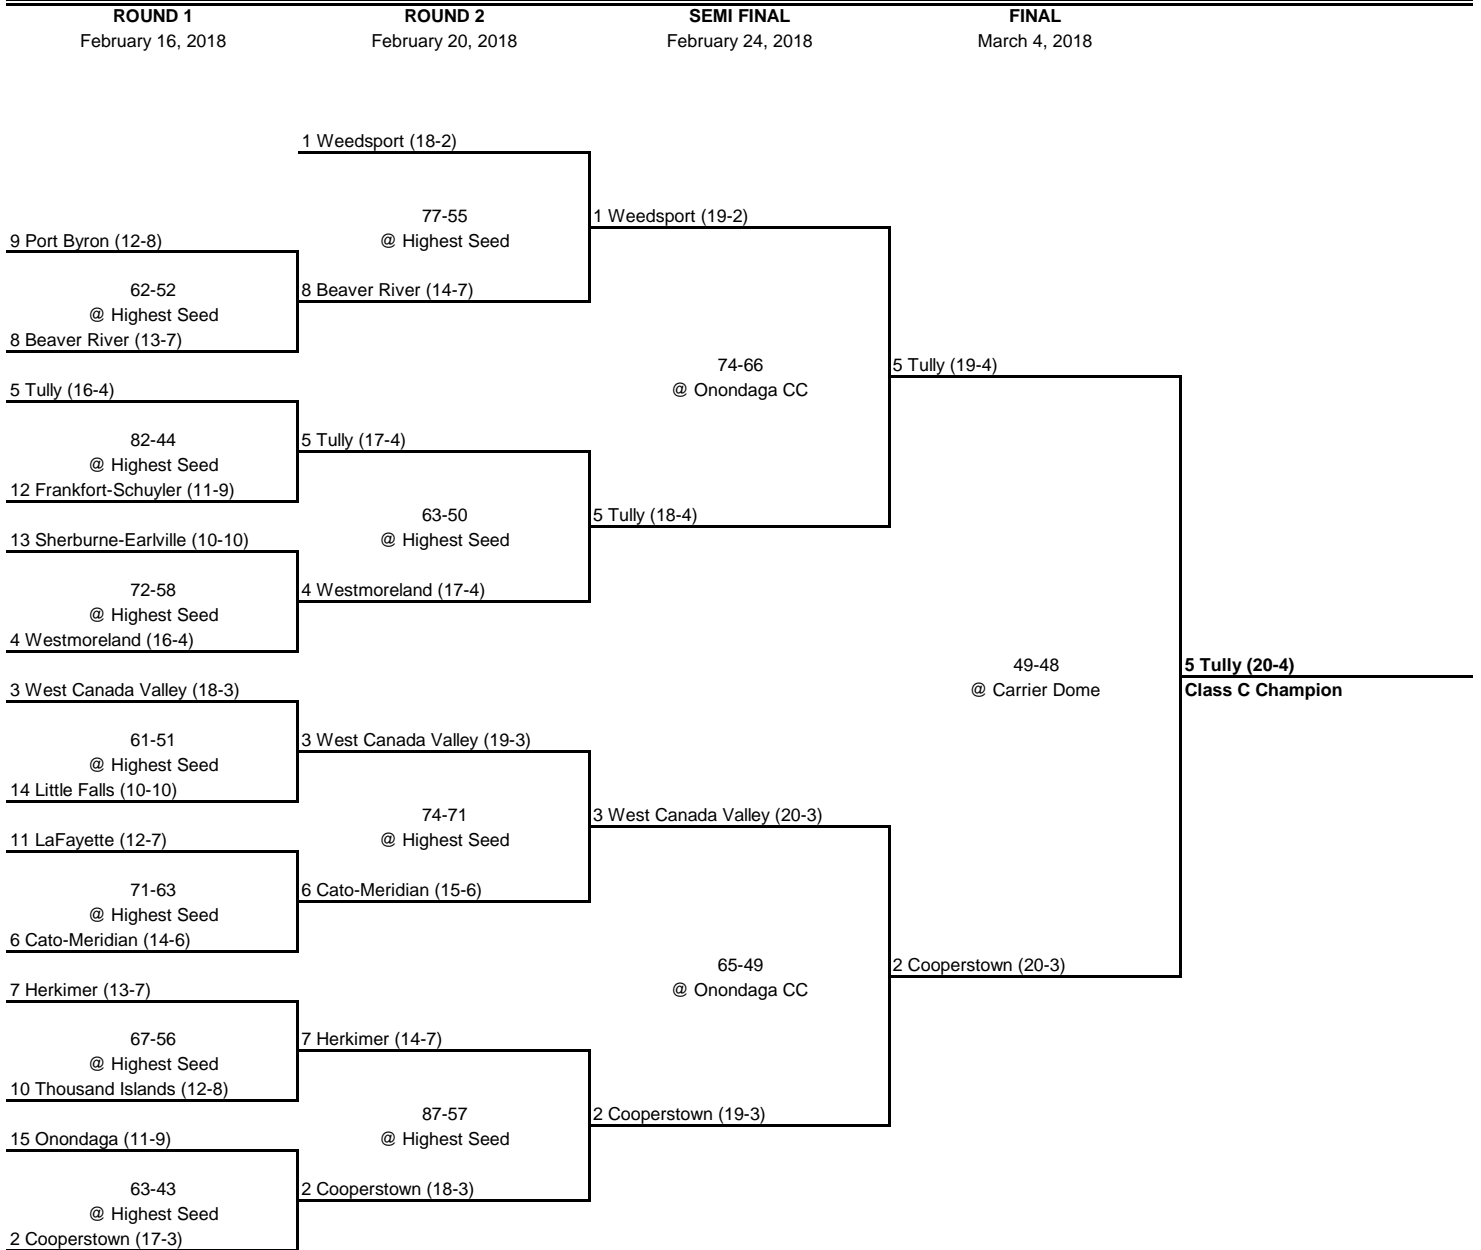 ROUND 1
ROUND 2
SEMI FINAL
FINAL
February 16, 2018
February 20, 2018
February 24, 2018
March 4, 2018
1 Weedsport (18-2)
77-55
@ Highest Seed
1 Weedsport (19-2)
9 Port Byron (12-8)
62-52
@ Highest Seed
8 Beaver River (14-7)
8 Beaver River (13-7)
74-66
@ Onondaga CC
5 Tully (19-4)
5 Tully (16-4)
82-44
@ Highest Seed
5 Tully (17-4)
12 Frankfort-Schuyler (11-9)
63-50
@ Highest Seed
5 Tully (18-4)
13 Sherburne-Earlville (10-10)
72-58
@ Highest Seed
4 Westmoreland (17-4)
4 Westmoreland (16-4)
49-48
@ Carrier Dome
5 Tully (20-4)
Class C Champion
3 West Canada Valley (18-3)
61-51
@ Highest Seed
3 West Canada Valley (19-3)
14 Little Falls (10-10)
74-71
@ Highest Seed
3 West Canada Valley (20-3)
11 LaFayette (12-7)
71-63
@ Highest Seed
6 Cato-Meridian (15-6)
6 Cato-Meridian (14-6)
65-49
@ Onondaga CC
2 Cooperstown (20-3)
7 Herkimer (13-7)
67-56
@ Highest Seed
7 Herkimer (14-7)
10 Thousand Islands (12-8)
87-57
@ Highest Seed
2 Cooperstown (19-3)
15 Onondaga (11-9)
63-43
@ Highest Seed
2 Cooperstown (18-3)
2 Cooperstown (17-3)